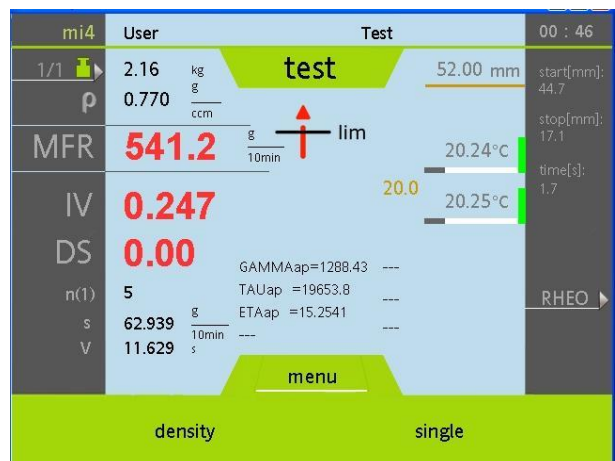 mi4 User Test 00 : 46
1/1 2.16 kg test 52.00 mm start[mm]:
44.7
ρ 0.770 g
ccm
stop[mm]:
17.1
MFR 541.2 g
10min
lim 20.24°C
time[s]:
1.7
IV 0.247 20.0 20.25°C
DS 0.00
GAMMAap=1288.43 ---
n(1) 5 TAUap =19653.8 ---
RHEO
s 62.939 g
10min
ETAap =15.2541 ---
---
V 11.629 s
menu
density single